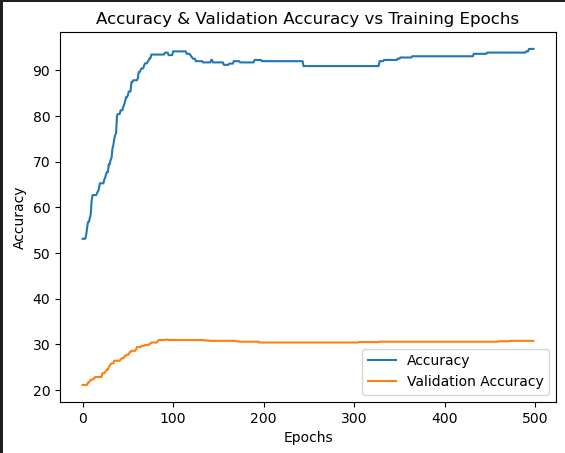 Accuracy & Validation Accuracy vs Training Epochs
Accuracy
90
80
70
60
50
40
30
20
0 100 200 300 400 500
Epochs
Accuracy
Validation Accuracy